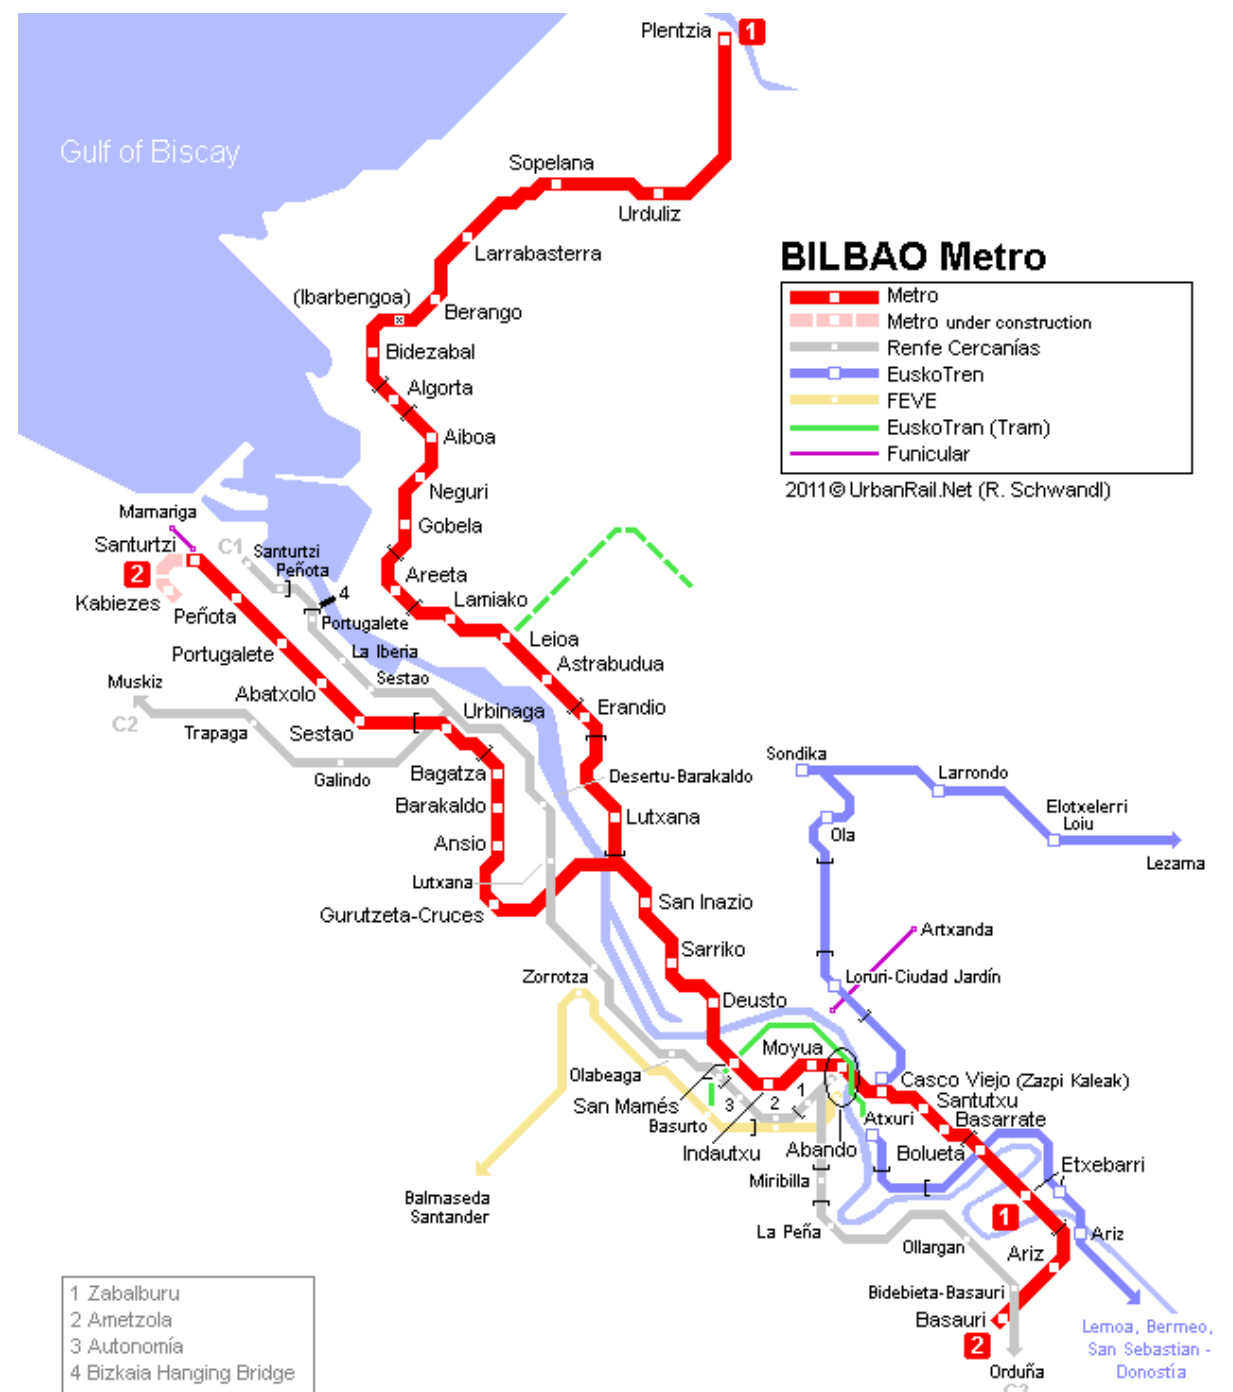 Plentzia
1
Gulf of Biscay
Sopelana
Urduliz
Larrabasterra
(Ibarbengoa)
Berango
Bidezabal
Algorta
Aiboa
Neguri
Gobela
Areeta
Lamiako
Leioa
Astrabudua
Erandio
Desertu-Barakaldo
Lutxana
BILBAO Metro
Metro
Metro under construction
Renfe Cercanías
EuskoTren
FEVE
EuskoTran (Tram)
Funicular
2011 © UrbanRail.Net (R. Schwandl)
Mamariga
Santurtzi
2
Kabiezes
C1
Santurtzi
Peñota
4
Portugalete
La Iberia
Sestao
Peñota
Portugalete
Abatxolo
Sestao
Urbinaga
Muskiz
C2
Trapaga
Galindo
Bagatza
Barakaldo
Ansio
Lutxana
Gurutzeta-Cruces
San Inazio
Sarriko
Deusto
Zorrotza
Olabeaga
San Mamés
Basurto
Indautxu
Moyua
1
2
3
Abando
Sondika
Larrondo
Elotxelerri
Loiu
Lezama
Ola
Artxanda
Loruri-Ciudad Jardín
Casco Viejo (Zazpi Kaleak)
Santutxu
Basarrate
Atxuri
Bolueta
Etxebarri
Miribilla
La Peña
Ollargan
1
Ariz
Ariz
Bidebieta-Basauri
Basauri
2
Orduña
C3
Balmaseda
Santander
Lemoa, Bermeo,
San Sebastian -
Donostía
1 Zabalburu
2 Ametzola
3 Autonomía
4 Bizkaia Hanging Bridge